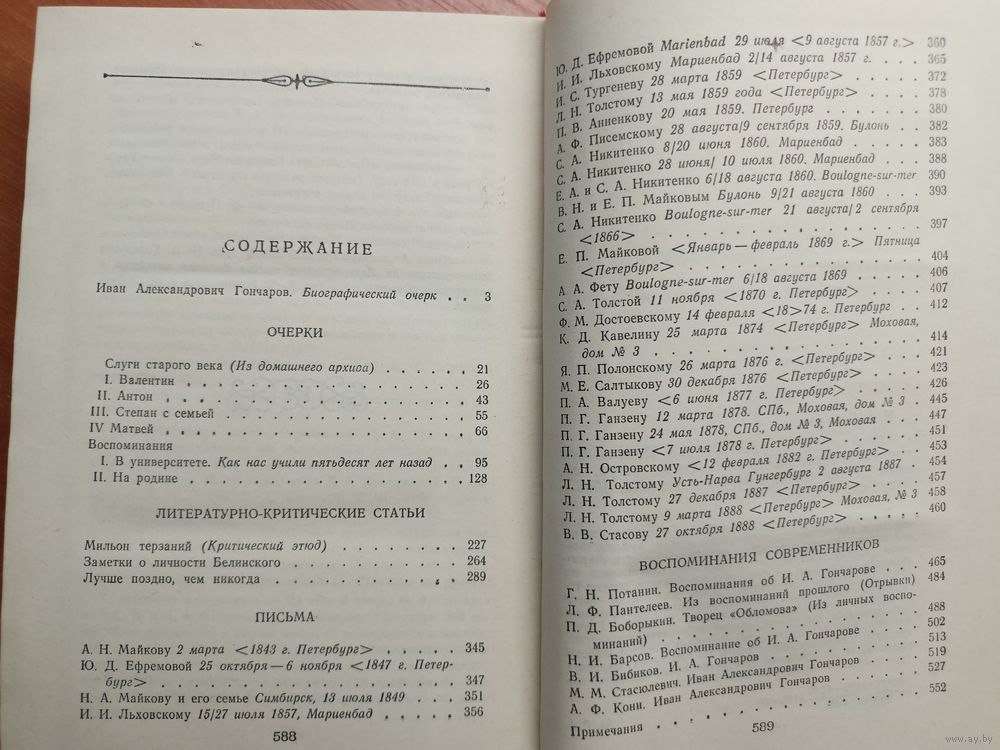 СОДЕРЖАНИЕ
Иван Александрович Гончаров. Биографический очерк . . 3
ОЧЕРКИ
Слуги старого века (Из домашнего архива) . . . . . . 21
I. Валентин . . . . . . . . . . . . . . . . 26
II. Антон . . . . . . . . . . . . . . . . . 43
III. Степан с семьей . . . . . . . . . . . . . . 55
IV Матвей . . . . . . . . . . . . . . . . . 66
Воспоминания
I. В университете. Как нас учили пятьдесят лет назад . . 95
II. На родине . . . . . . . . . . . . . . . . 128
ЛИТЕРАТУРНО-КРИТИЧЕСКИЕ СТАТЬИ
Мильон терзаний (Критический этюд) . . . . . . . . 227
Заметки о личности Белинского . . . . . . . . . . 264
Лучше поздно, чем никогда . . . . . . . . . . . . 289
ПИСЬМА
А. Н. Майкову 2 марта <1843 г. Петербург> . . . . . . 345
Ю. Д. Ефремовой 25 октября — 6 ноября <1847 г. Петер-
бург> . . . . . . . . . . . . . . . . . 347
Н. А. Майкову и его семье Симбирск, 13 июля 1849 . . . 351
И. И. Льховскому 15/27 июля 1857, Мариенбад . . . . . 356
588
Ю. Д. Ефремовой Marienbad 29 июля <9 августа 1857 г.> 360
И. И. Льховскому Мариенбад 2/14 августа 1857 г. . . . 365
И. С. Тургеневу 28 марта 1859 <Петербург> . . . . . 372
Л. Н. Толстому 13 мая 1859 года <Петербург> . . . . 378
П. В. Анненкову 20 мая 1859. Петербург . . . . . . 380
А. Ф. Писемскому 28 августа/9 сентября 1859. Булонь . . 382
С. А. Никитенко 8/20 июня 1860. Мариенбад . . . . . 383
С. А. Никитенко 28 июня/ 10 июля 1860. Мариенбад . . 388
Е. А. и С. А. Никитенко 6/18 августа 1860. Boulogne-sur-mer 390
В. Н. и Е. П. Майковым Булонь 9/21 августа 1860 . . . 393
С. А. Никитенко Boulogne-sur-mer 21 августа/2 сентября
<1866> . . . . . . . . . . . . . . . . 397
Е. П. Майковой <Январь — февраль 1869 г.> Пятница
<Петербург> . . . . . . . . . . . . . . 404
А. А. Фету Boulogne-sur-mer 6/18 августа 1869 . . . . 406
С. А. Толстой 11 ноября <1870 г. Петербург> . . . . 407
Ф. М. Достоевскому 14 февраля <18>74 г. Петербург . . 412
К. Д. Кавелину 25 марта 1874 <Петербург> Моховая,
дом № 3 . . . . . . . . . . . . . . . . 414
Я. П. Полонскому 26 марта 1876 г. <Петербург> . . . 421
М. Е. Салтыкову 30 декабря 1876 <Петербург> . . . . 423
П. А. Валуеву <6 июня 1877 г. Петербург> . . . . . 426
П. Г. Ганзену 12 марта 1878. СПб., Моховая, дом № 3 . 445
П. Г. Ганзену 24 мая 1878, СПб., дом № 3, Моховая . . 447
П. Г. Ганзену <7 июля 1878 г. Петербург> . . . . . 451
А. Н. Островскому <12 февраля 1882 г. Петербург> . . 453
Л. Н. Толстому Усть-Нарва Гунгербург 2 августа 1887 . 454
Л. Н. Толстому 27 декабря 1887 <Петербург> . . . . 457
Л. Н. Толстому 9 марта 1888 <Петербург> Моховая, № 3 458
В. В. Стасову 27 октября 1888 <Петербург> . . . . . 460
ВОСПОМИНАНИЯ СОВРЕМЕННИКОВ
Г. Н. Потанин. Воспоминания об И. А. Гончарове . . . 465
Л. Ф. Пантелеев. Из воспоминаний прошлого (Отрывки) 484
П. Д. Боборыкин. Творец «Обломова» (Из личных воспо-
минаний) . . . . . . . . . . . . . . . 488
Н. И. Барсов. Воспоминание об И. А. Гончарове . . . 502
В. И. Бибиков. И. А. Гончаров . . . . . . . . . 513
М. М. Стасюлевич. Иван Александрович Гончаров . . . 519
А. Ф. Кони. Иван Александрович Гончаров . . . . . 527
Примечания . . . . . . . . . . . . . . . 552
589
www.ay.by